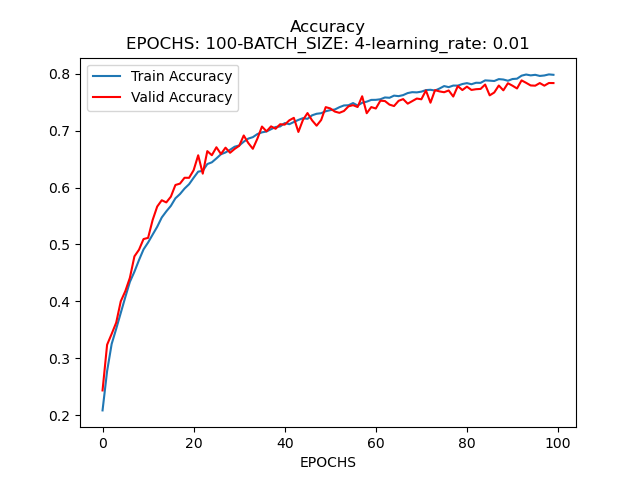 Accuracy
EPOCHS: 100-BATCH_SIZE: 4-learning_rate: 0.01
Train Accuracy
Valid Accuracy
0.8
0.7
0.6
0.5
0.4
0.3
0.2
0 20 40 60 80 100
EPOCHS